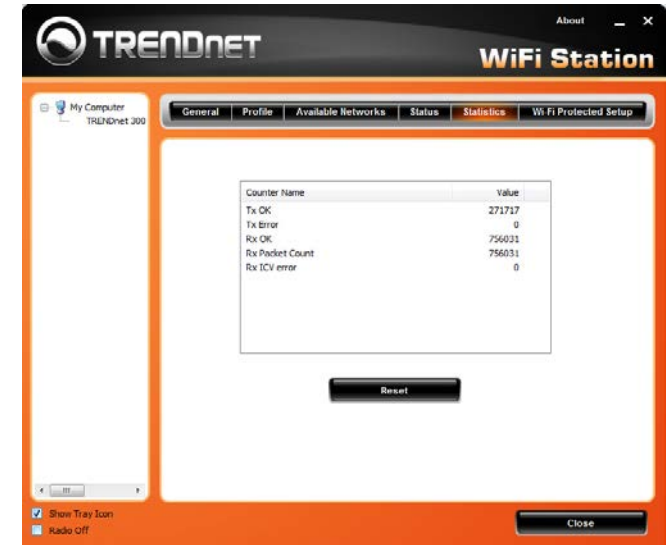 TRENDNET
About
WiFi Station
My Computer
TRENDnet 300
General Profile Available Networks Status Statistics Wi-Fi Protected Setup
Counter Name Value
Tx OK 271717
Tx Error 0
Rx OK 756031
Rx Packet Count 756031
Rx ICV error 0
Reset
Show Tray Icon
Radio Off
Close